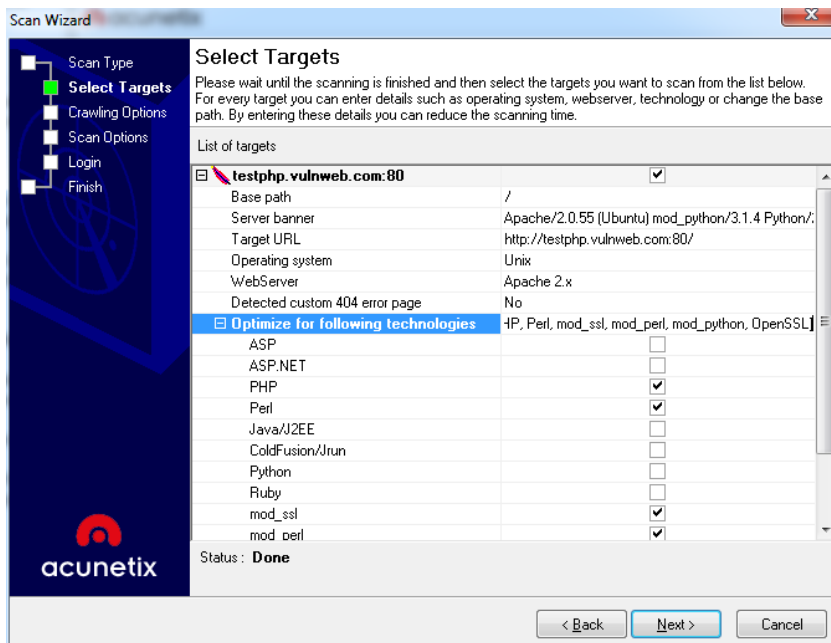 Scan Wizard
Scan Type
Select Targets
Crawling Options
Scan Options
Login
Finish
Select Targets
Please wait until the scanning is finished and then select the targets you want to scan from the list below.
For every target you can enter details such as operating system, webserver, technology or change the base
path. By entering these details you can reduce the scanning time.
List of targets
testphp.vulnweb.com:80
Base path /
Server banner Apache/2.0.55 (Ubuntu) mod_python/3.1.4 Python/
Target URL http://testphp.vulnweb.com:80/
Operating system Unix
WebServer Apache 2.x
Detected custom 404 error page No
Optimize for following technologies HP, Perl, mod_ssl, mod_perl, mod_python, OpenSSL]
ASP
ASP.NET
PHP
Perl
Java/J2EE
ColdFusion/Jrun
Python
Ruby
mod_ssl
mod_perl
Status : Done
acunetix
< Back
Next >
Cancel